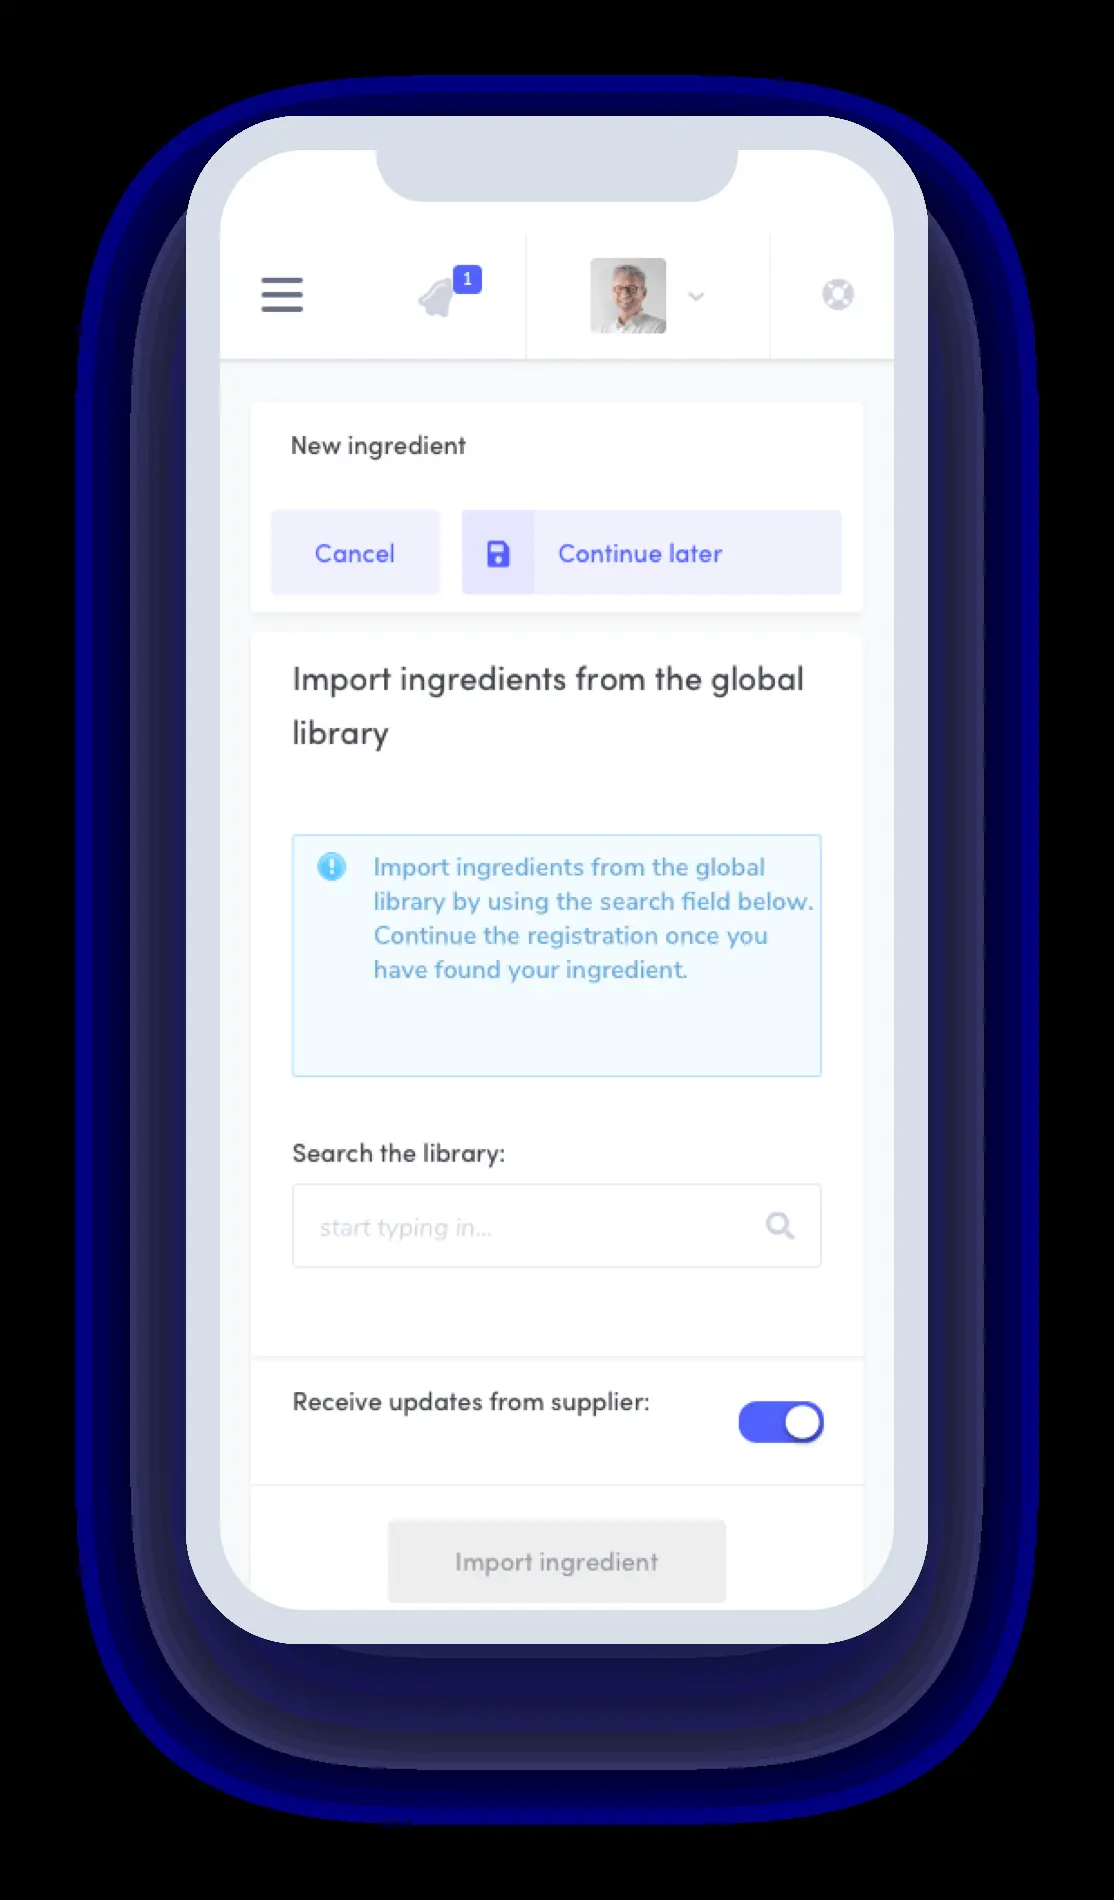 1
New ingredient
Cancel
Continue later
Import ingredients from the global
library
Import ingredients from the global
library by using the search field below.
Continue the registration once you
have found your ingredient.
Search the library:
start typing in...
Receive updates from supplier:
Import ingredient